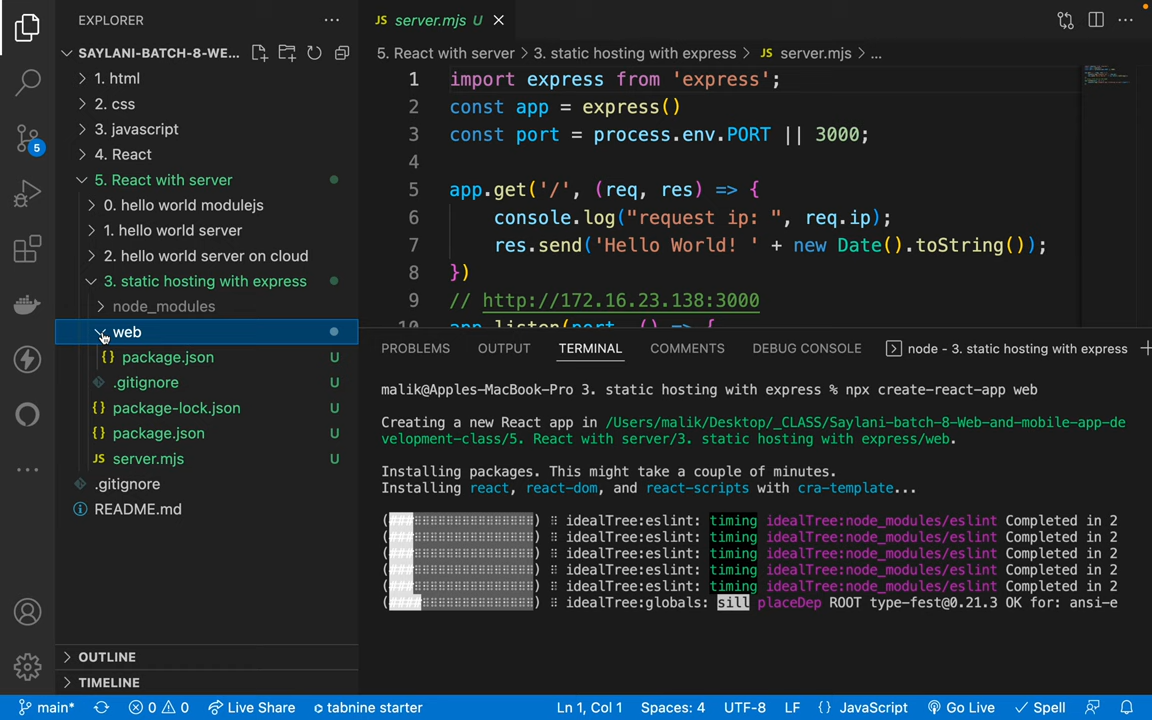 EXPLORER
SAYLANI-BATCH-8-WE...
1. html
2. css
3. javascript
4. React
5. React with server
0. hello world modulejs
1. hello world server
2. hello world server on cloud
3. static hosting with express
node_modules
web
{} package.json U
.gitignore U
{} package-lock.json U
{} package.json U
JS server.mjs U
.gitignore
README.md
OUTLINE
TIMELINE
5
JS server.mjs U
5. React with server > 3. static hosting with express > JS server.mjs > ...
1 import express from 'express';
2 const app = express()
3 const port = process.env.PORT || 3000;
4
5 app.get('/', (req, res) => {
6 console.log("request ip: ", req.ip);
7 res.send('Hello World! ' + new Date().toString());
8 })
9 // http://172.16.23.138:3000
10 app.listen(port, () => {
PROBLEMS OUTPUT TERMINAL COMMENTS DEBUG CONSOLE node - 3. static hosting with express
malik@Apples-MacBook-Pro 3. static hosting with express % npx create-react-app web
Creating a new React app in /Users/malik/Desktop/_CLASS/Saylani-batch-8-Web-and-mobile-app-de
velopment-class/5. React with server/3. static hosting with express/web.
Installing packages. This might take a couple of minutes.
Installing react, react-dom, and react-scripts with cra-template...
(###⠿⠿⠿⠿⠿⠿⠿⠿⠿⠿⠿⠿⠿⠿⠿) ⠿ idealTree:eslint: timing idealTree:node_modules/eslint Completed in 2
(###⠿⠿⠿⠿⠿⠿⠿⠿⠿⠿⠿⠿⠿⠿⠿) ⠿ idealTree:eslint: timing idealTree:node_modules/eslint Completed in 2
(###⠿⠿⠿⠿⠿⠿⠿⠿⠿⠿⠿⠿⠿⠿⠿) ⠿ idealTree:eslint: timing idealTree:node_modules/eslint Completed in 2
(###⠿⠿⠿⠿⠿⠿⠿⠿⠿⠿⠿⠿⠿⠿⠿) ⠿ idealTree:eslint: timing idealTree:node_modules/eslint Completed in 2
(###⠿⠿⠿⠿⠿⠿⠿⠿⠿⠿⠿⠿⠿⠿⠿) ⠿ idealTree:eslint: timing idealTree:node_modules/eslint Completed in 2
(####⠿⠿⠿⠿⠿⠿⠿⠿⠿⠿⠿⠿⠿⠿) ⠿ idealTree:globals: sill placeDep ROOT type-fest@0.21.3 OK for: ansi-e
main* 0 0 Live Share tabnine starter Ln 1, Col 1 Spaces: 4 UTF-8 LF {} JavaScript Go Live Spell